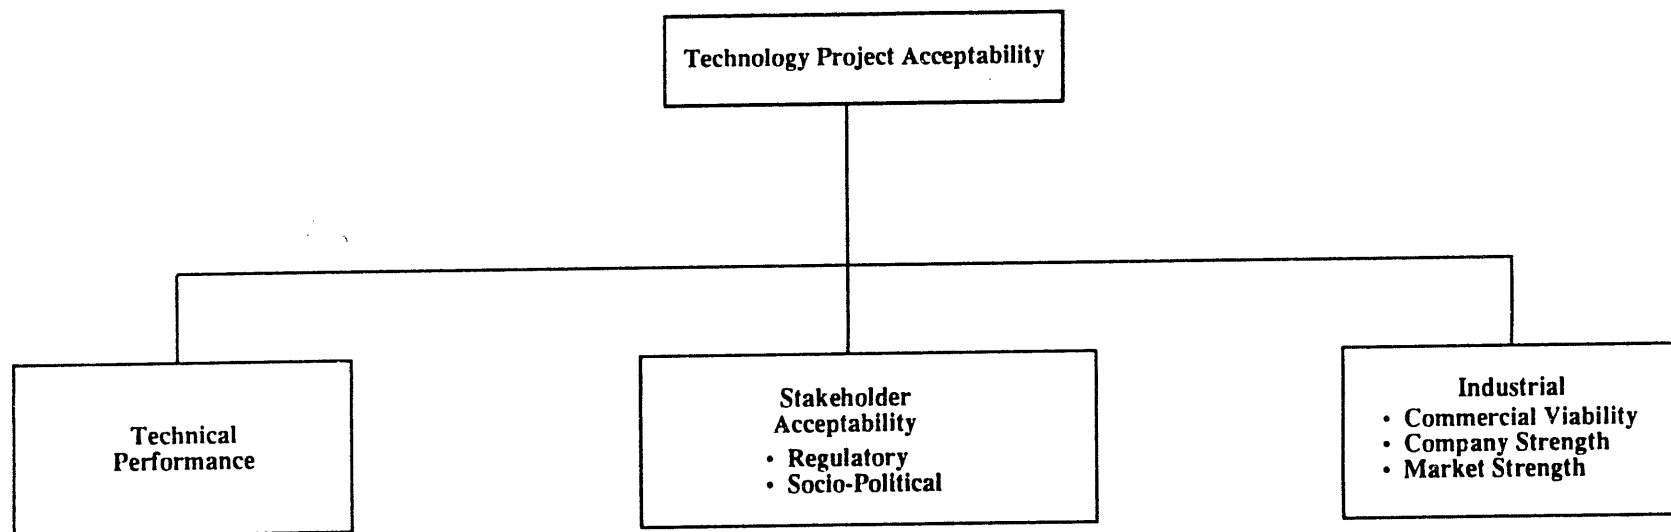 Technology Project Acceptability
Technical
Performance
Stakeholder
Acceptability
• Regulatory
• Socio-Political
Industrial
• Commercial Viability
• Company Strength
• Market Strength